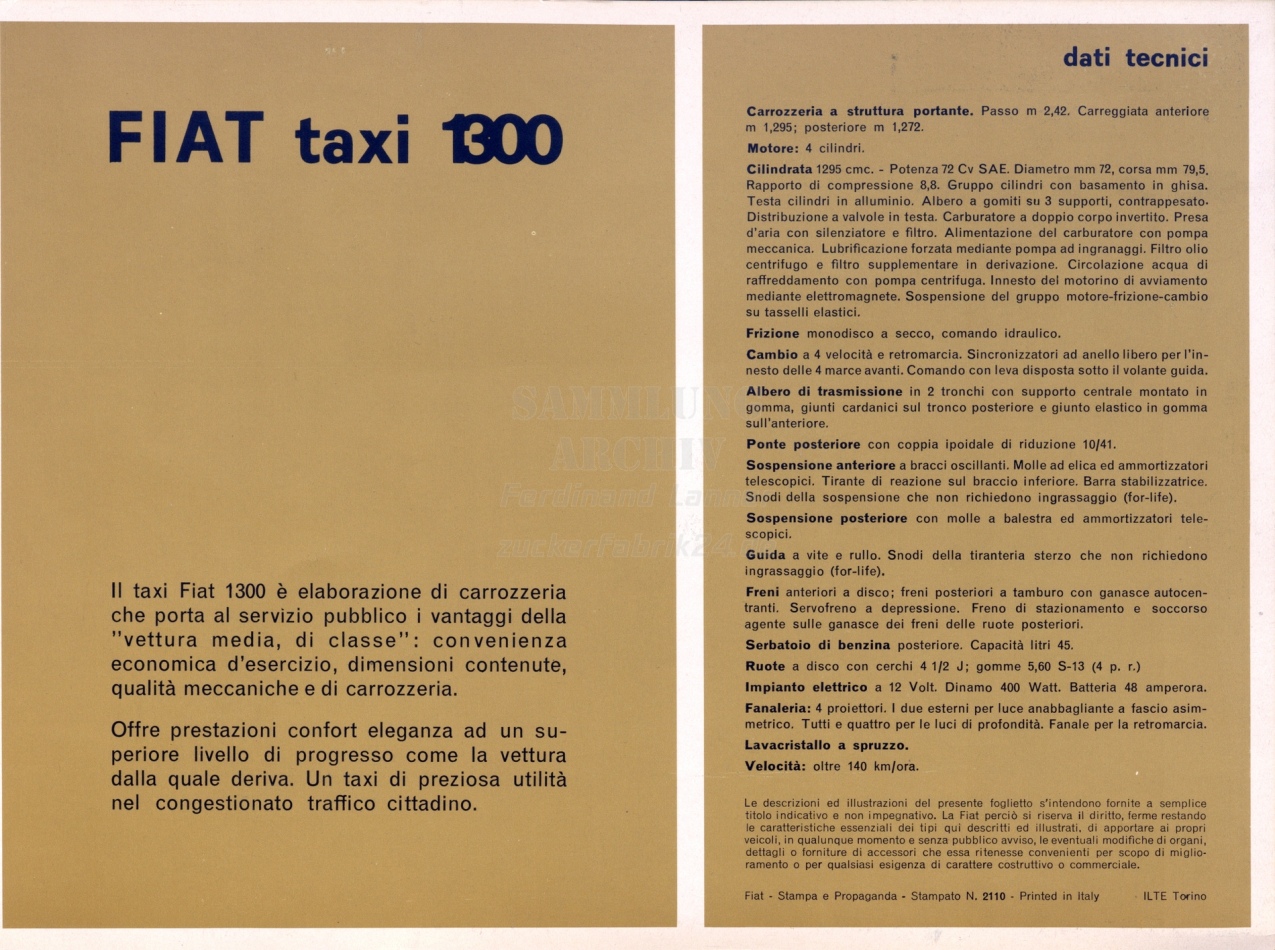 FIAT taxi 1300
Il taxi Fiat 1300 è elaborazione di carrozzeria
che porta al servizio pubblico i vantaggi della
"vettura media, di classe": convenienza
economica d'esercizio, dimensioni contenute,
qualità meccaniche e di carrozzeria.
Offre prestazioni confort eleganza ad un su-
periore livello di progresso come la vettura
dalla quale deriva. Un taxi di preziosa utilità
nel congestionato traffico cittadino.
dati tecnici
Carrozzeria a struttura portante. Passo m 2,42. Carreggiata anteriore
m 1,295; posteriore m 1,272.
Motore: 4 cilindri.
Cilindrata 1295 cmc. - Potenza 72 Cv SAE. Diametro mm 72, corsa mm 79,5.
Rapporto di compressione 8,8. Gruppo cilindri con basamento in ghisa.
Testa cilindri in alluminio. Albero a gomiti su 3 supporti, contrappesato.
Distribuzione a valvole in testa. Carburatore a doppio corpo invertito. Presa
d'aria con silenziatore e filtro. Alimentazione del carburatore con pompa
meccanica. Lubrificazione forzata mediante pompa ad ingranaggi. Filtro olio
centrifugo e filtro supplementare in derivazione. Circolazione acqua di
raffreddamento con pompa centrifuga. Innesto del motorino di avviamento
mediante elettromagnete. Sospensione del gruppo motore-frizione-cambio
su tasselli elastici.
Frizione monodisco a secco, comando idraulico.
Cambio a 4 velocità e retromarcia. Sincronizzatori ad anello libero per l'in-
nesto delle 4 marce avanti. Comando con leva disposta sotto il volante guida.
Albero di trasmissione in 2 tronchi con supporto centrale montato in
gomma, giunti cardanici sul tronco posteriore e giunto elastico in gomma
sull'anteriore.
Ponte posteriore con coppia ipoidale di riduzione 10/41.
Sospensione anteriore a bracci oscillanti. Molle ad elica ed ammortizzatori
telescopici. Tirante di reazione sul braccio inferiore. Barra stabilizzatrice.
Snodi della sospensione che non richiedono ingrassaggio (for-life).
Sospensione posteriore con molle a balestra ed ammortizzatori tele-
scopici.
Guida a vite e rullo. Snodi della tiranteria sterzo che non richiedono
ingrassaggio (for-life).
Freni anteriori a disco; freni posteriori a tamburo con ganasce autocen-
tranti. Servofreno a depressione. Freno di stazionamento e soccorso
agente sulle ganasce dei freni delle ruote posteriori.
Serbatoio di benzina posteriore. Capacità litri 45.
Ruote a disco con cerchi 4 1/2 J; gomme 5,60 S-13 (4 p. r.)
Impianto elettrico a 12 Volt. Dinamo 400 Watt. Batteria 48 amperora.
Fanaleria: 4 proiettori. I due esterni per luce anabbagliante a fascio asim-
metrico. Tutti e quattro per le luci di profondità. Fanale per la retromarcia.
Lavacristallo a spruzzo.
Velocità: oltre 140 km/ora.
Le descrizioni ed illustrazioni del presente foglietto s'intendono fornite a semplice
titolo indicativo e non impegnativo. La Fiat perciò si riserva il diritto, ferme restando
le caratteristiche essenziali dei tipi qui descritti ed illustrati, di apportare ai propri
veicoli, in qualunque momento e senza pubblico avviso, le eventuali modifiche di organi,
dettagli o forniture di accessori che essa ritenesse convenienti per scopo di miglio-
ramento o per qualsiasi esigenza di carattere costruttivo o commerciale.
Fiat - Stampa e Propaganda - Stampato N. 2110 - Printed in Italy - ILTE Torino
SAMMLUNG
ARCHIV
Ferdinand